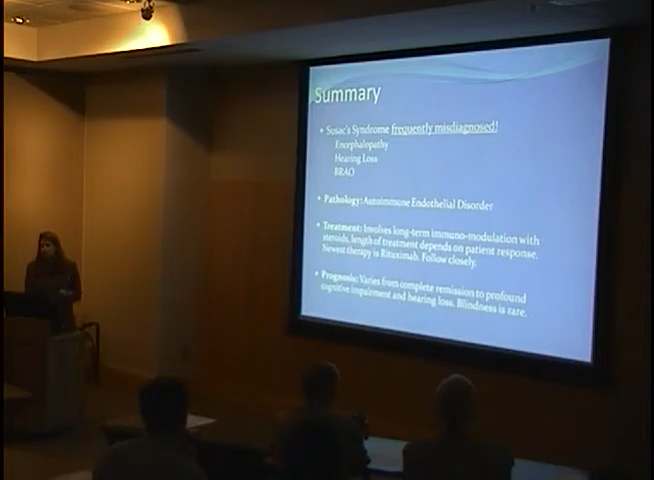 Summary
• Susac's Syndrome frequently misdiagnosed!
Encephalopathy
Hearing Loss
BRAO
• Pathology: Autoimmune Endothelial Disorder
• Treatment: Involves long-term immuno-modulation with
steroids, length of treatment depends on patient response.
Newest therapy is Rituximab. Follow closely.
• Prognosis: Varies from complete remission to profound
cognitive impairment and hearing loss. Blindness is rare.